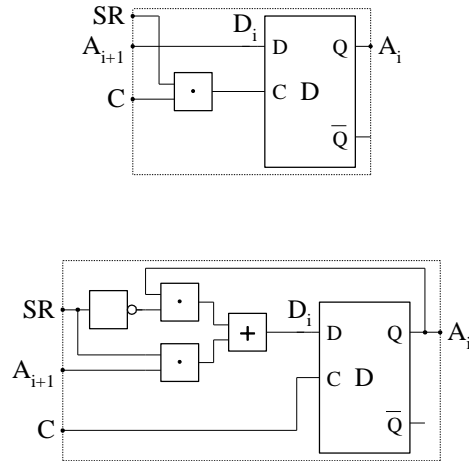 SR
D_i
A_{i+1} D Q A_i
C · C D
Q̅
SR · D_i
+ D Q A_i
A_{i+1} · C D
C Q̅